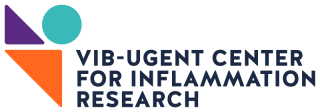 VIB-UGENT CENTER
FOR INFLAMMATION
RESEARCH